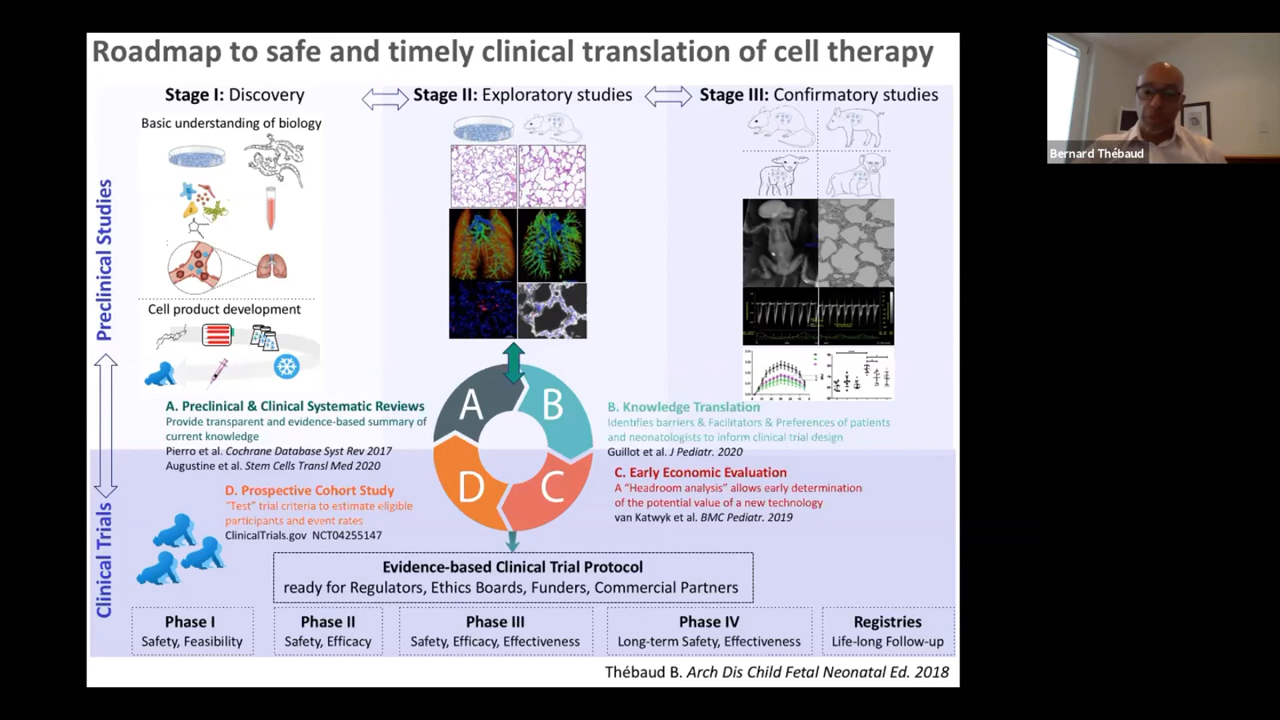 Roadmap to safe and timely clinical translation of cell therapy
Bernard Thébaud
Stage I: Discovery
Stage II: Exploratory studies
Stage III: Confirmatory studies
Basic understanding of biology
Preclinical Studies
Cell product development
A. Preclinical & Clinical Systematic Reviews
Provide transparent and evidence-based summary of
current knowledge
Pierro et al. Cochrane Database Syst Rev 2017
Augustine et al. Stem Cells Transl Med 2020
A
B
C
D
B. Knowledge Translation
Identifies barriers & Facilitators & Preferences of patients
and neonatologists to inform clinical trial design
Guillot et al. J Pediatr. 2020
C. Early Economic Evaluation
A “Headroom analysis” allows early determination
of the potential value of a new technology
van Katwyk et al. BMC Pediatr. 2019
D. Prospective Cohort Study
“Test” trial criteria to estimate eligible
participants and event rates
ClinicalTrials.gov NCT04255147
Clinical Trials
Evidence-based Clinical Trial Protocol
ready for Regulators, Ethics Boards, Funders, Commercial Partners
Phase I
Safety, Feasibility
Phase II
Safety, Efficacy
Phase III
Safety, Efficacy, Effectiveness
Phase IV
Long-term Safety, Effectiveness
Registries
Life-long Follow-up
Thébaud B. Arch Dis Child Fetal Neonatal Ed. 2018